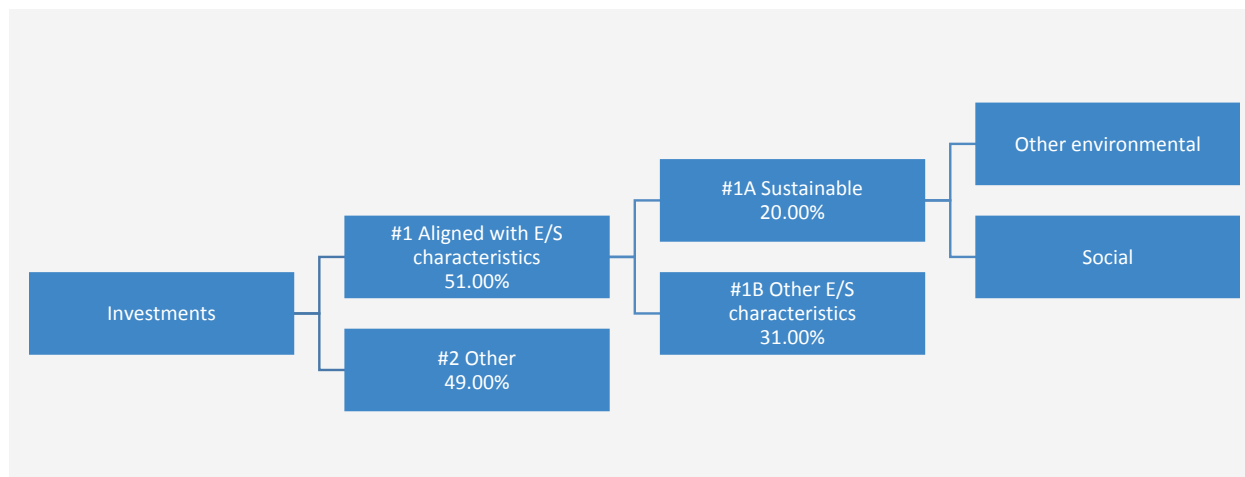 Investments
#1 Aligned with E/S
characteristics
51.00%
#2 Other
49.00%
#1A Sustainable
20.00%
#1B Other E/S
characteristics
31.00%
Other environmental
Social